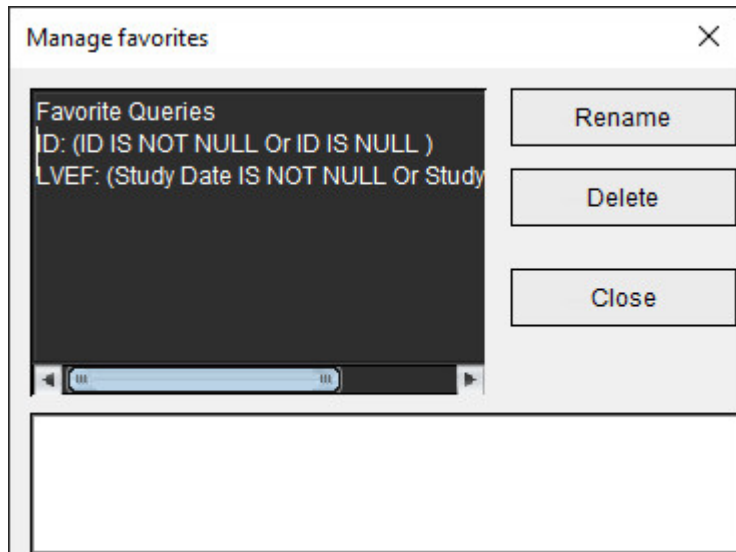 Manage favorites
Favorite Queries
ID: (ID IS NOT NULL Or ID IS NULL )
LVEF: (Study Date IS NOT NULL Or Study
Rename
Delete
Close